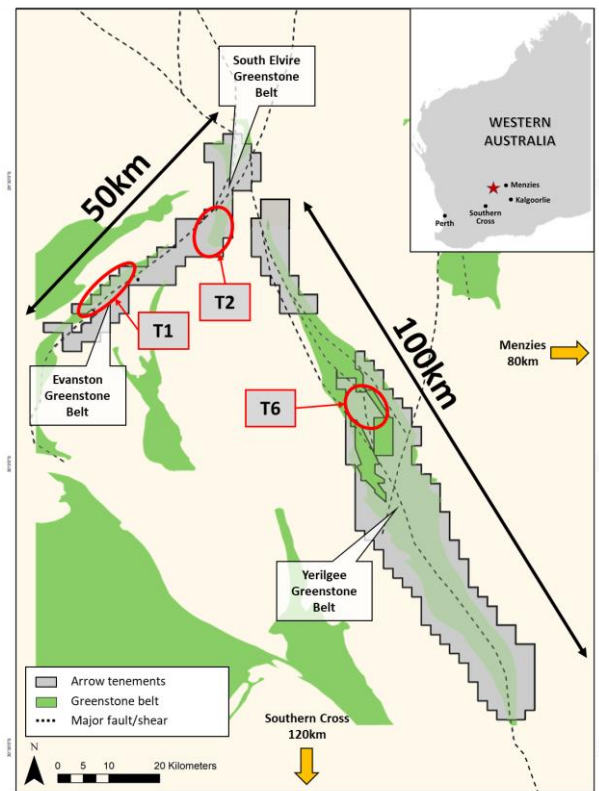 South Elvire
Greenstone
Belt
WESTERN
AUSTRALIA
Menzies
Kalgoorlie
Southern
Cross
Perth
50km
T2
T1
Evanston
Greenstone
Belt
100km
Menzies
80km
T6
Yerilgee
Greenstone
Belt
Arrow tenements
Greenstone belt
Major fault/shear
Southern Cross
120km
N
0 5 10 20 Kilometers